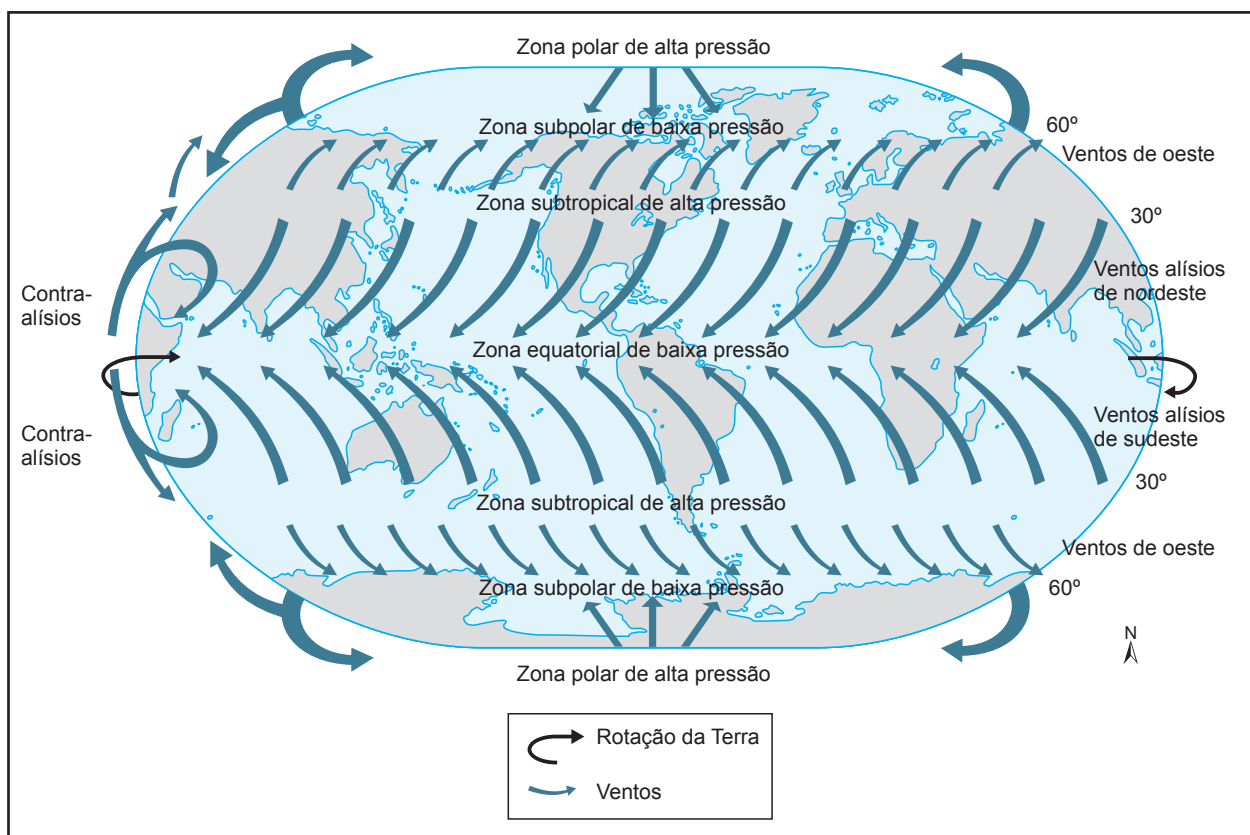 Zona polar de alta pressão
Zona subpolar de baixa pressão
60º
Ventos de oeste
Zona subtropical de alta pressão
30º
Contra-
alísios
Ventos alísios
de nordeste
Zona equatorial de baixa pressão
Contra-
alísios
Ventos alísios
de sudeste
30º
Zona subtropical de alta pressão
Ventos de oeste
Zona subpolar de baixa pressão
60º
N
Zona polar de alta pressão
Rotação da Terra
Ventos